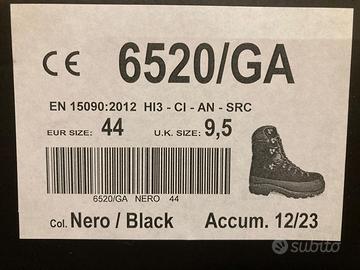 CE 6520/GA
EN 15090:2012 HI3 - CI - AN - SRC
EUR SIZE: 44 U.K. SIZE: 9,5
6520/GA NERO 44
Col. Nero / Black Accum. 12/23
subito